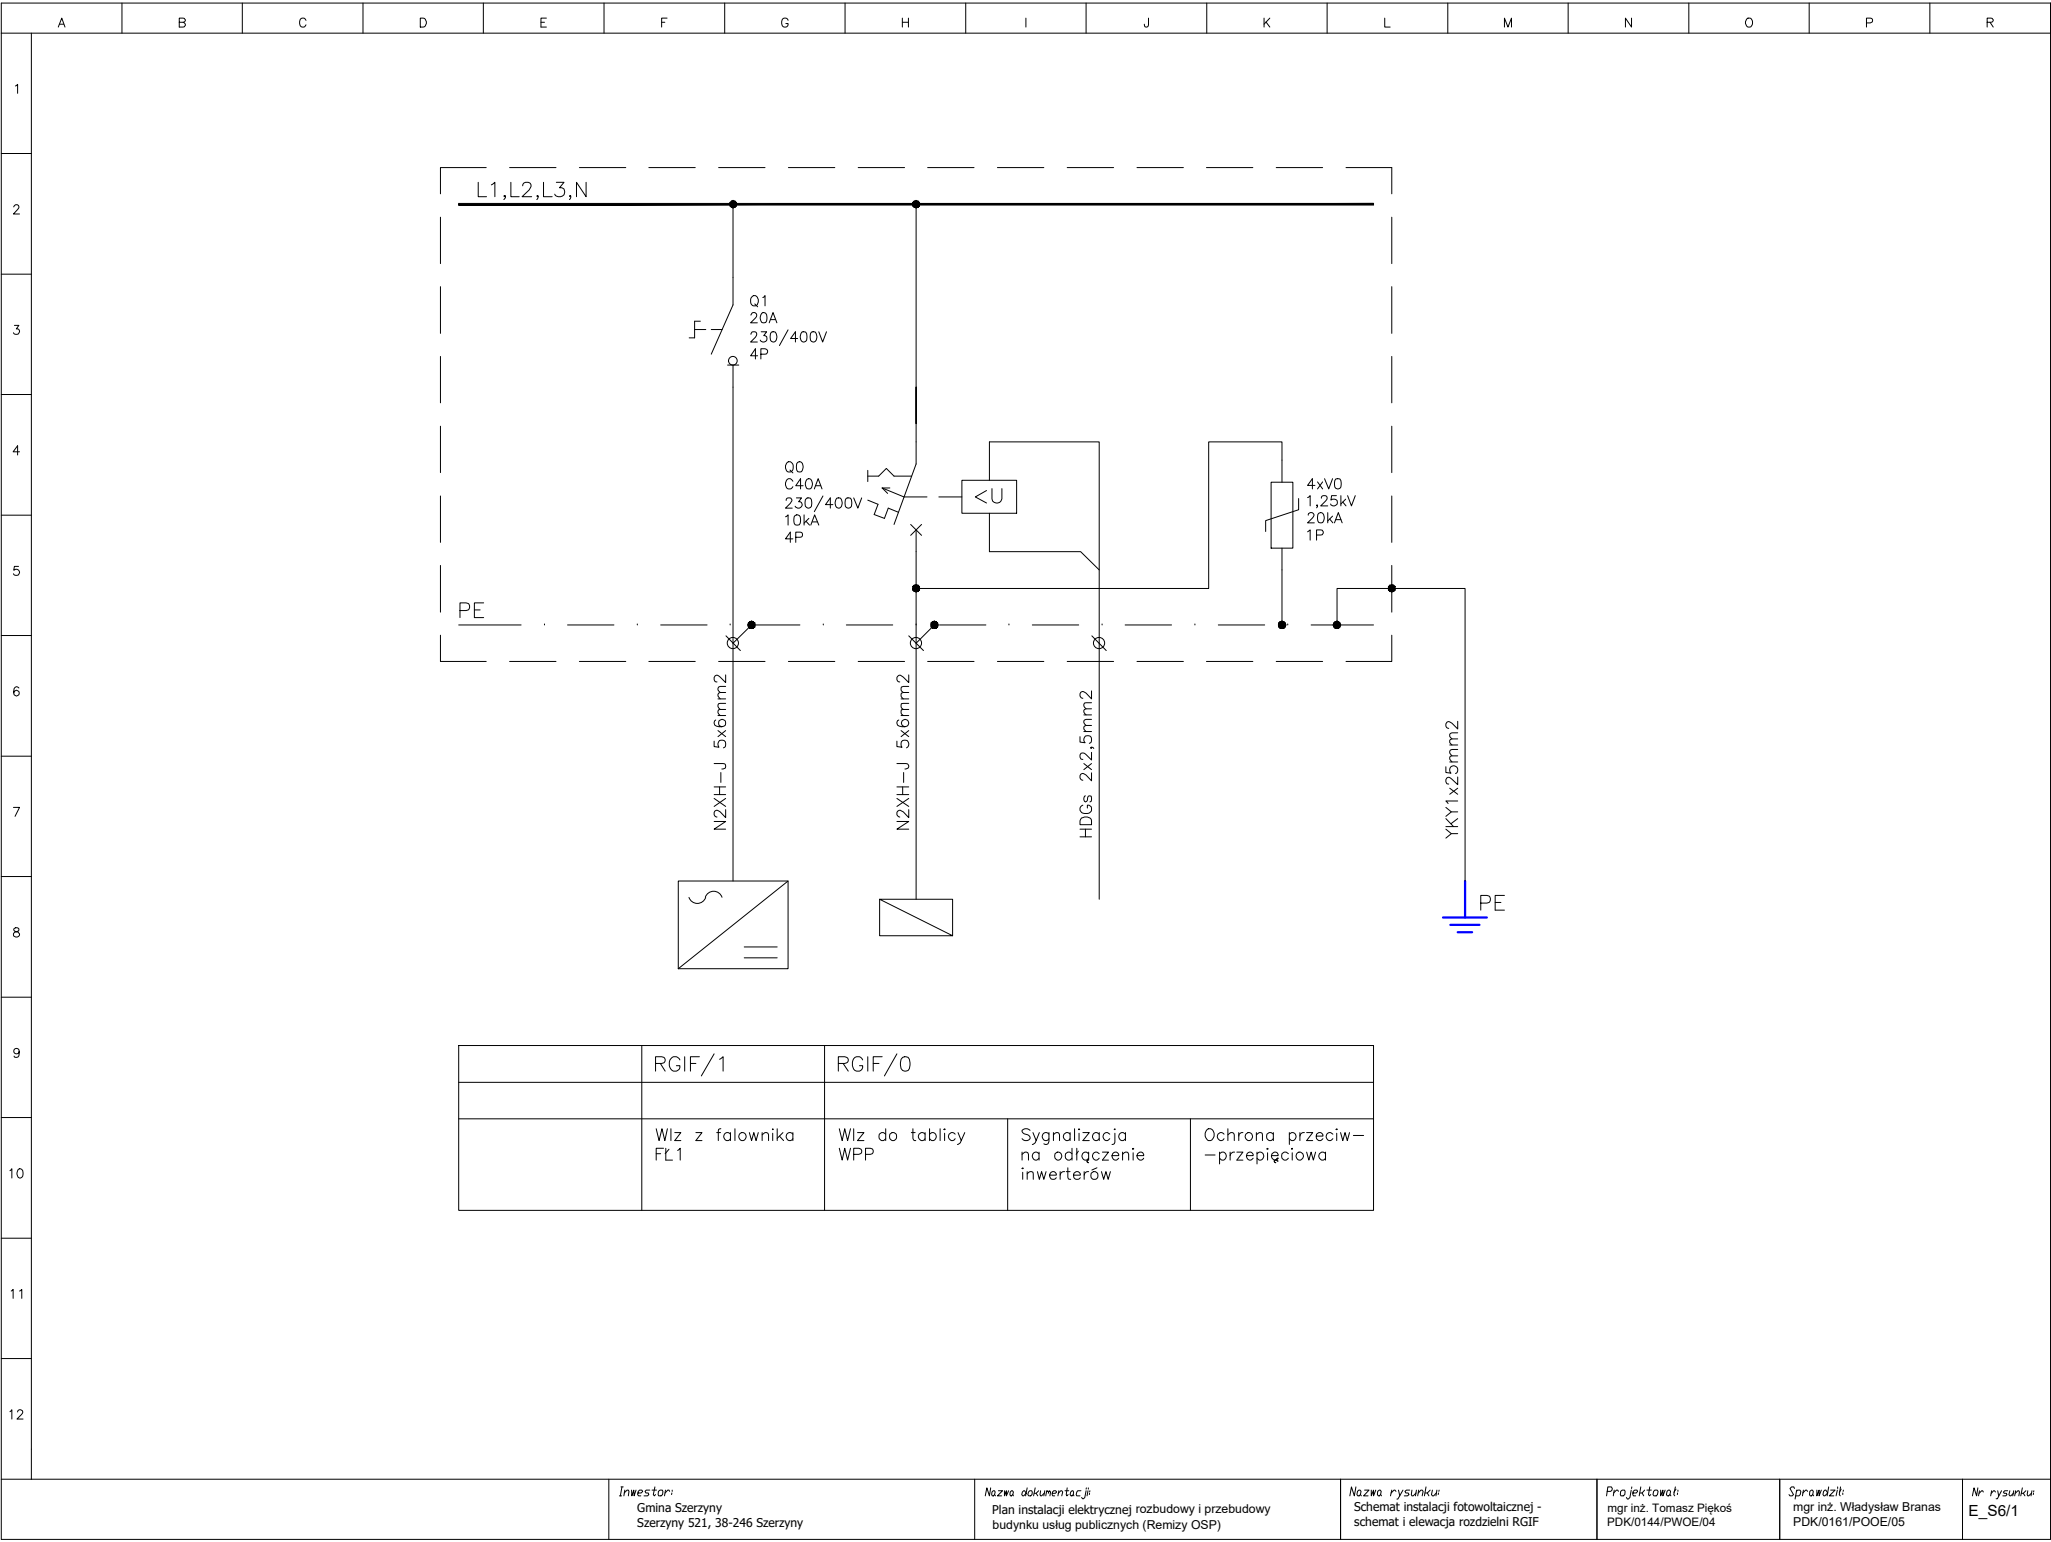 A B C D E F G H I J K L M N O P R
1
2
3
4
5
6
7
8
9
10
11
12
L1,L2,L3,N
Q1
20A
230/400V
4P
Q0
C40A
230/400V
10kA
4P
<U
4xV0
1,25kV
20kA
1P
PE
N2XH-J 5x6mm2
N2XH-J 5x6mm2
HDGs 2x2,5mm2
YKY1x25mm2
PE
RGIF/1 RGIF/0
Wlz z falownika
FŁ1
Wlz do tablicy
WPP
Sygnalizacja
na odłączenie
inwerterów
Ochrona przeciw-
-przepięciowa
Inwestor:
Gmina Szerzyny
Szerzyny 521, 38-246 Szerzyny
Nazwa dokumentacji:
Plan instalacji elektrycznej rozbudowy i przebudowy
budynku usług publicznych (Remizy OSP)
Nazwa rysunku:
Schemat instalacji fotowoltaicznej -
schemat i elewacja rozdzielni RGIF
Projektował:
mgr inż. Tomasz Piękoś
PDK/0144/PWOE/04
Sprawdził:
mgr inż. Władysław Branas
PDK/0161/POOE/05
Nr rysunku:
E_S6/1